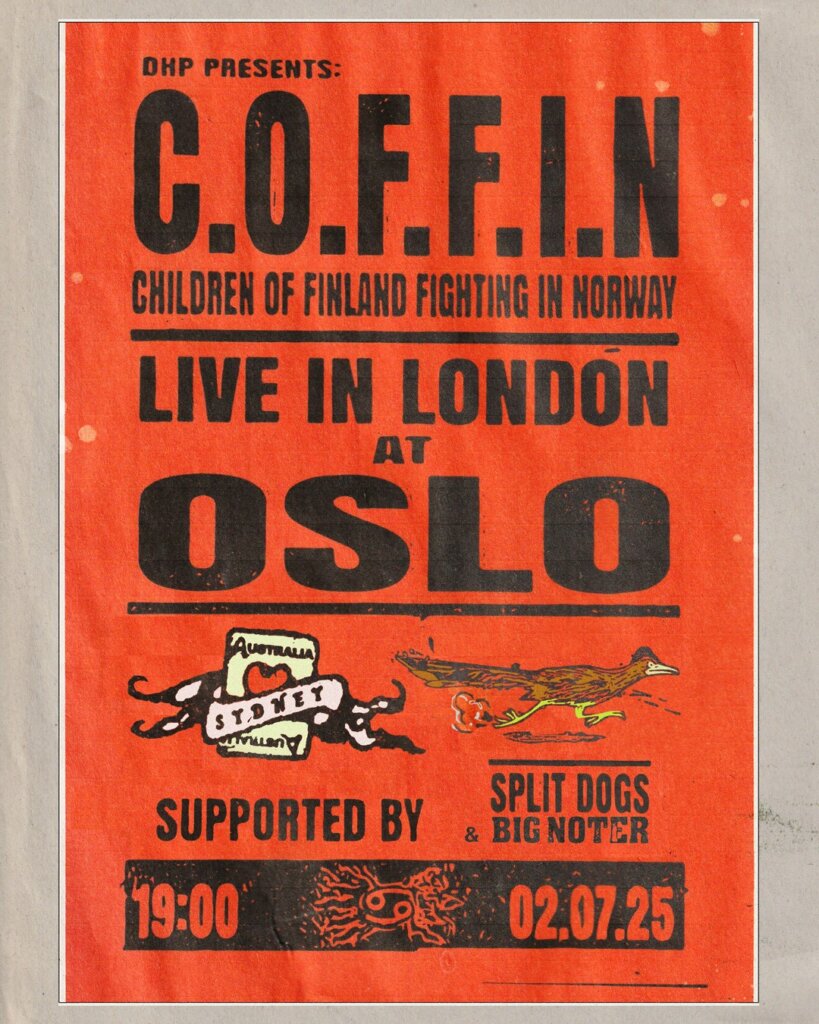 DHP PRESENTS:
C.O.F.F.I.N
CHILDREN OF FINLAND FIGHTING IN NORWAY
LIVE IN LONDON
AT
OSLO
AUSTRALIA
SYDNEY
AUSTRALIA
SUPPORTED BY
SPLIT DOGS
& BIG NOTER
19:00
02.07.25